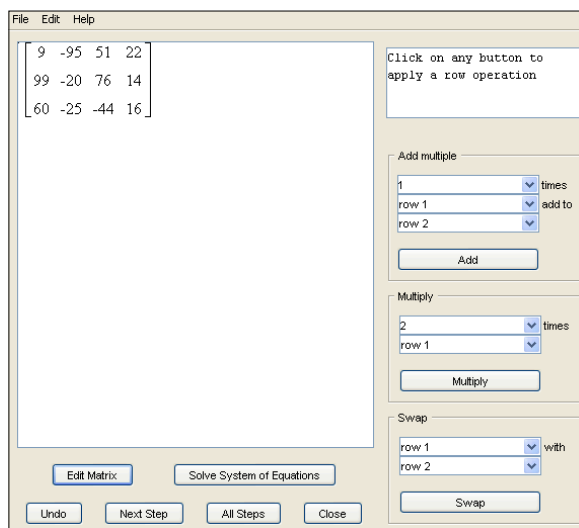 File Edit Help
9 -95 51 22
99 -20 76 14
60 -25 -44 16
Click on any button to
apply a row operation
Add multiple
1 times
row 1 add to
row 2
Add
Multiply
2 times
row 1
Multiply
Swap
row 1 with
row 2
Swap
Edit Matrix Solve System of Equations
Undo Next Step All Steps Close